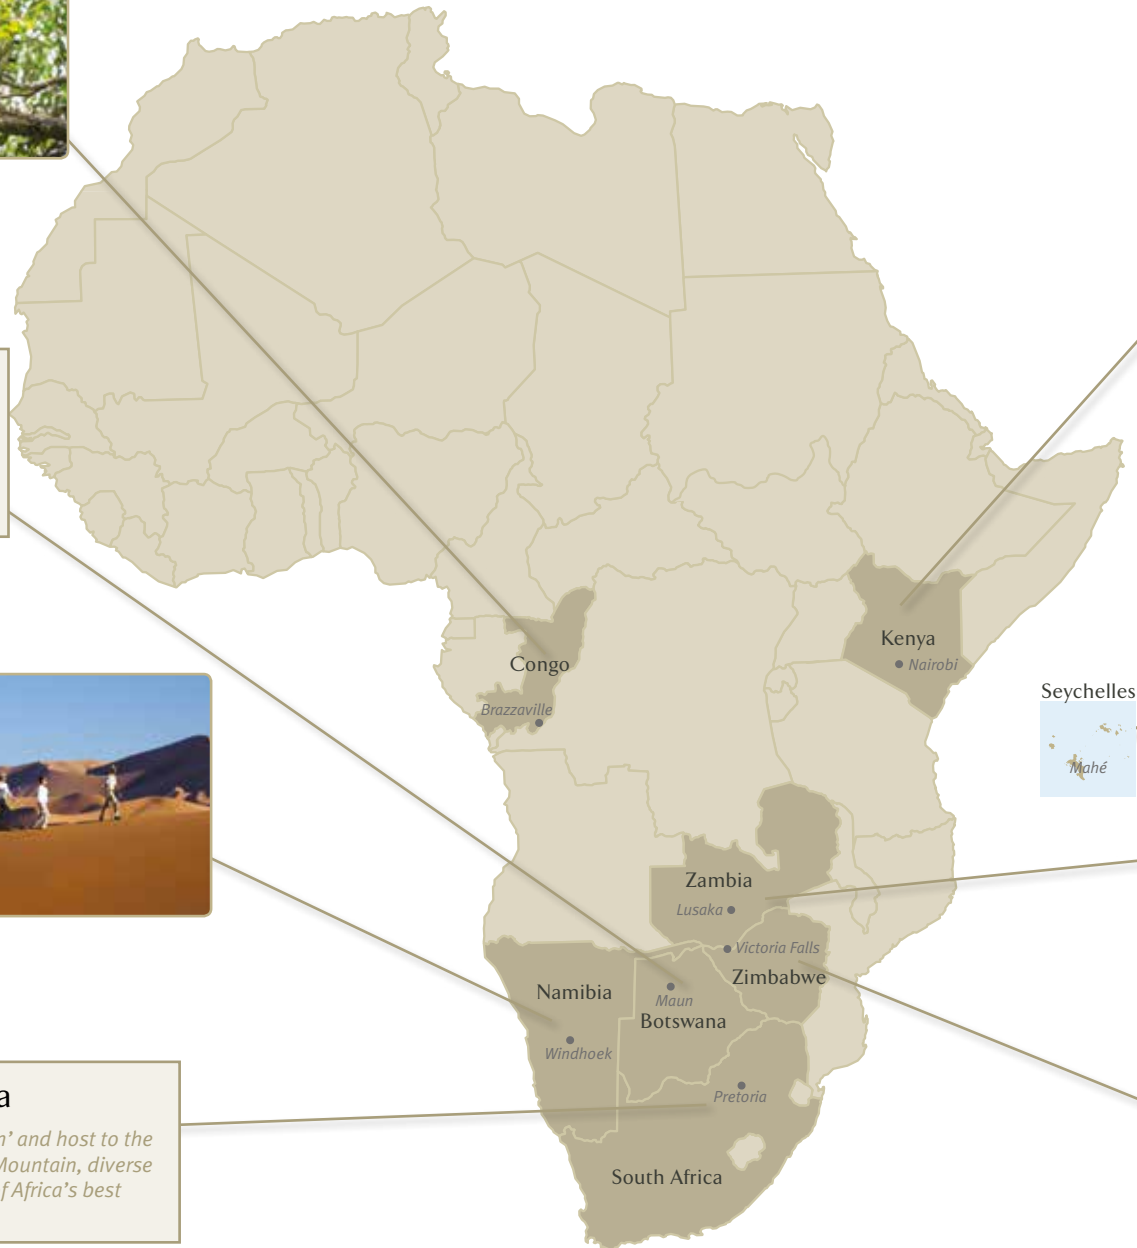 Congo
Brazzaville
Kenya
Nairobi
Seychelles
Mahé
Zambia
Lusaka
Victoria Falls
Zimbabwe
Namibia
Maun
Botswana
Windhoek
Pretoria
South Africa
a
n’ and host to the
Mountain, diverse
f Africa’s best